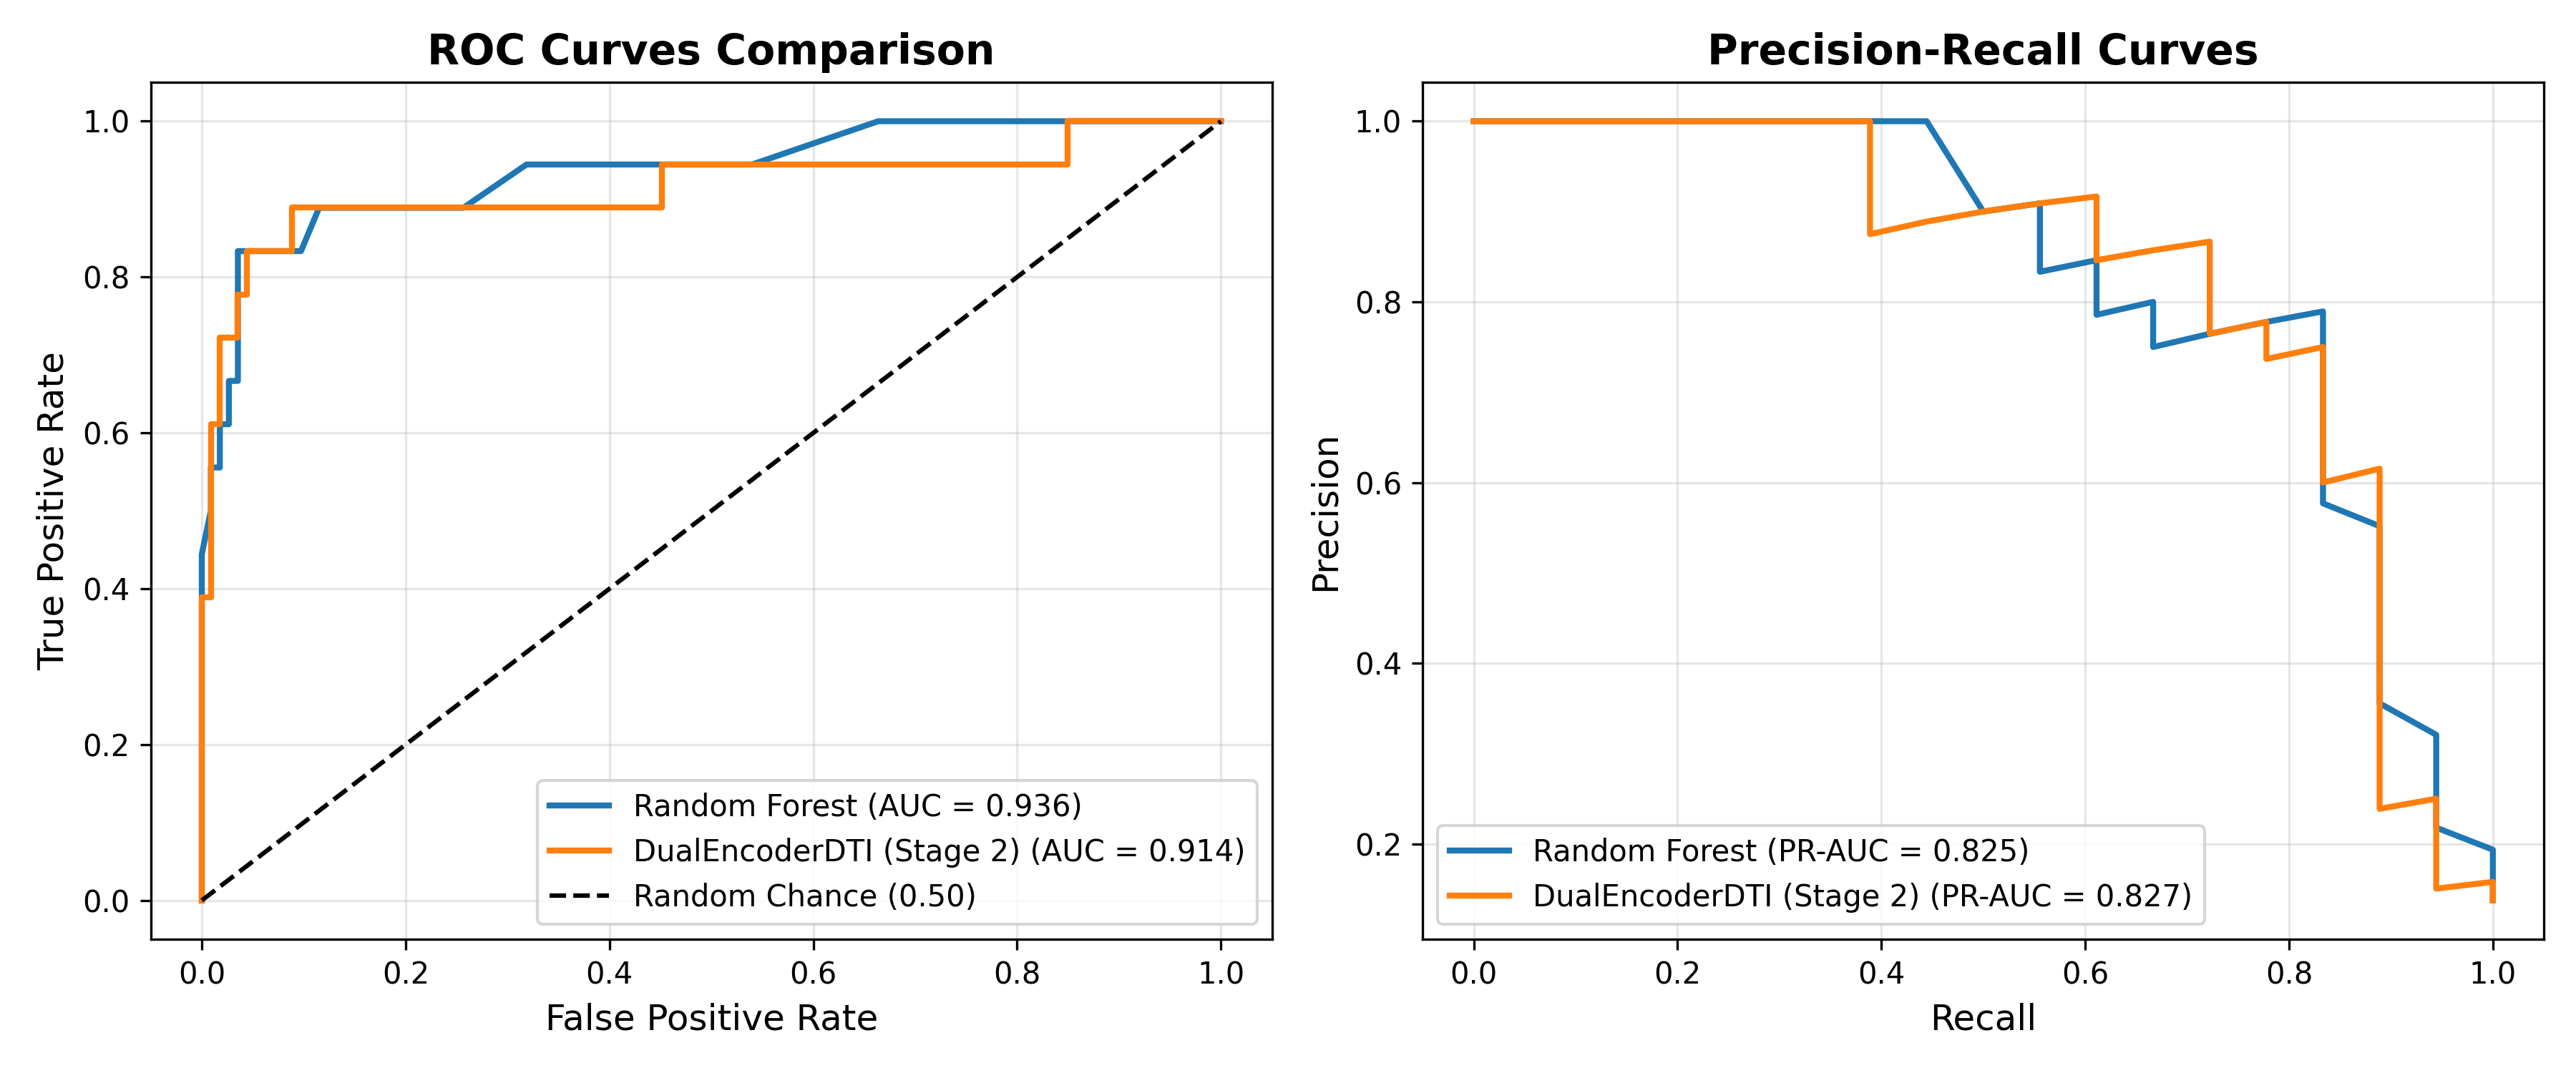 ROC Curves Comparison
True Positive Rate
1.0
0.8
0.6
0.4
0.2
0.0
Random Forest (AUC = 0.936)
DualEncoderDTI (Stage 2) (AUC = 0.914)
Random Chance (0.50)
0.0 0.2 0.4 0.6 0.8 1.0
False Positive Rate
Precision-Recall Curves
Precision
1.0
0.8
0.6
0.4
0.2
Random Forest (PR-AUC = 0.825)
DualEncoderDTI (Stage 2) (PR-AUC = 0.827)
0.0 0.2 0.4 0.6 0.8 1.0
Recall